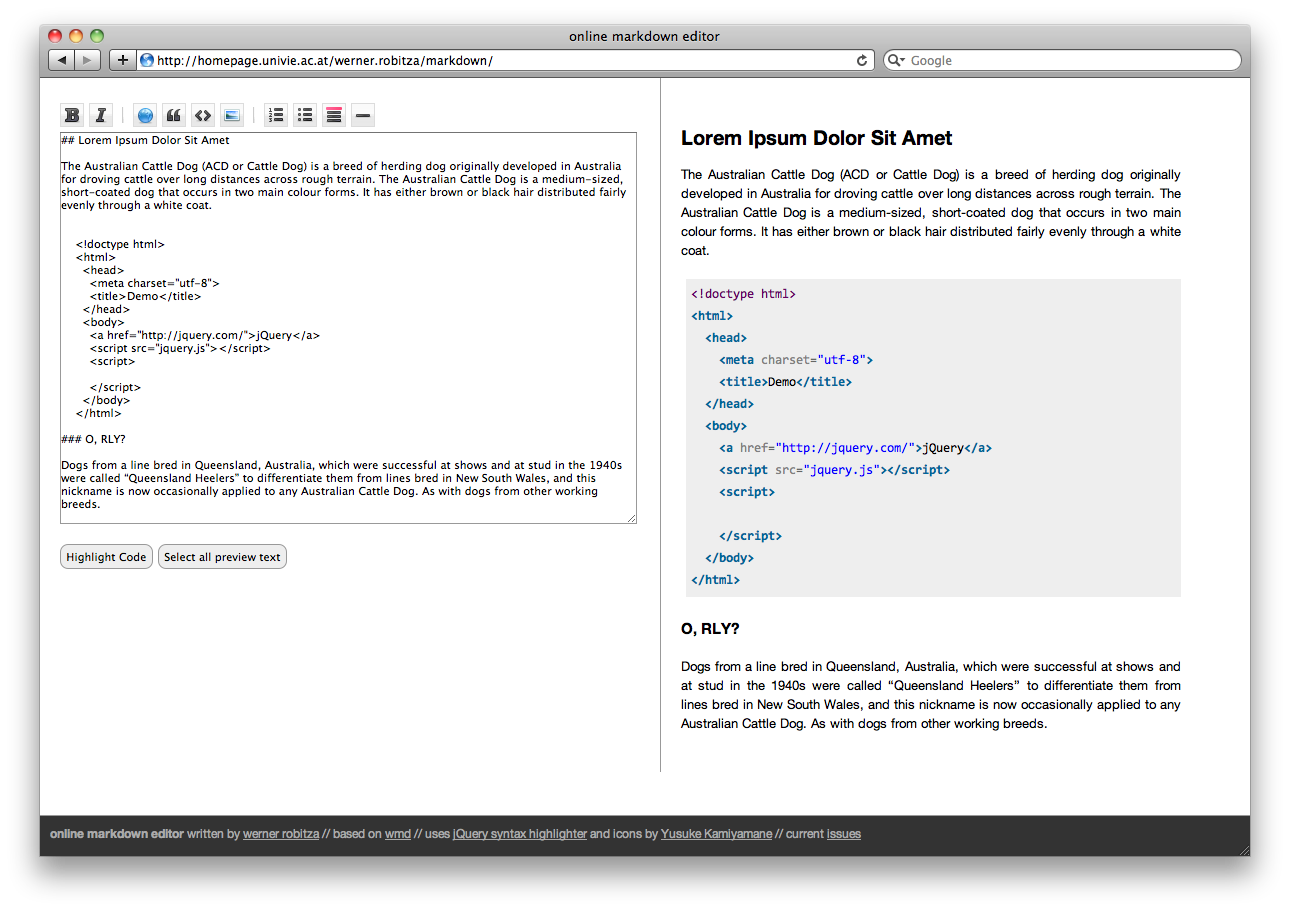 online markdown editor
http://homepage.univie.ac.at/werner.robitza/markdown/
Google
B I
## Lorem Ipsum Dolor Sit Amet
The Australian Cattle Dog (ACD or Cattle Dog) is a breed of herding dog originally developed in Australia
for droving cattle over long distances across rough terrain. The Australian Cattle Dog is a medium-sized,
short-coated dog that occurs in two main colour forms. It has either brown or black hair distributed fairly
evenly through a white coat.
<!doctype html>
<html>
<head>
<meta charset="utf-8">
<title>Demo</title>
</head>
<body>
<a href="http://jquery.com/">jQuery</a>
<script src="jquery.js"></script>
<script>
</script>
</body>
</html>
### O, RLY?
Dogs from a line bred in Queensland, Australia, which were successful at shows and at stud in the 1940s
were called “Queensland Heelers” to differentiate them from lines bred in New South Wales, and this
nickname is now occasionally applied to any Australian Cattle Dog. As with dogs from other working
breeds.
Highlight Code
Select all preview text
Lorem Ipsum Dolor Sit Amet
The Australian Cattle Dog (ACD or Cattle Dog) is a breed of herding dog originally
developed in Australia for droving cattle over long distances across rough terrain. The
Australian Cattle Dog is a medium-sized, short-coated dog that occurs in two main
colour forms. It has either brown or black hair distributed fairly evenly through a white
coat.
<!doctype html>
<html>
<head>
<meta charset="utf-8">
<title>Demo</title>
</head>
<body>
<a href="http://jquery.com/">jQuery</a>
<script src="jquery.js"></script>
<script>
</script>
</body>
</html>
O, RLY?
Dogs from a line bred in Queensland, Australia, which were successful at shows and
at stud in the 1940s were called “Queensland Heelers” to differentiate them from
lines bred in New South Wales, and this nickname is now occasionally applied to any
Australian Cattle Dog. As with dogs from other working breeds.
online markdown editor written by werner robitza // based on wmd // uses jQuery syntax highlighter and icons by Yusuke Kamiyamane // current issues